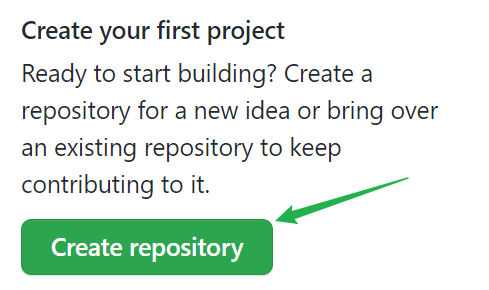 Create your first project
Ready to start building? Create a
repository for a new idea or bring over
an existing repository to keep
contributing to it.
Create repository